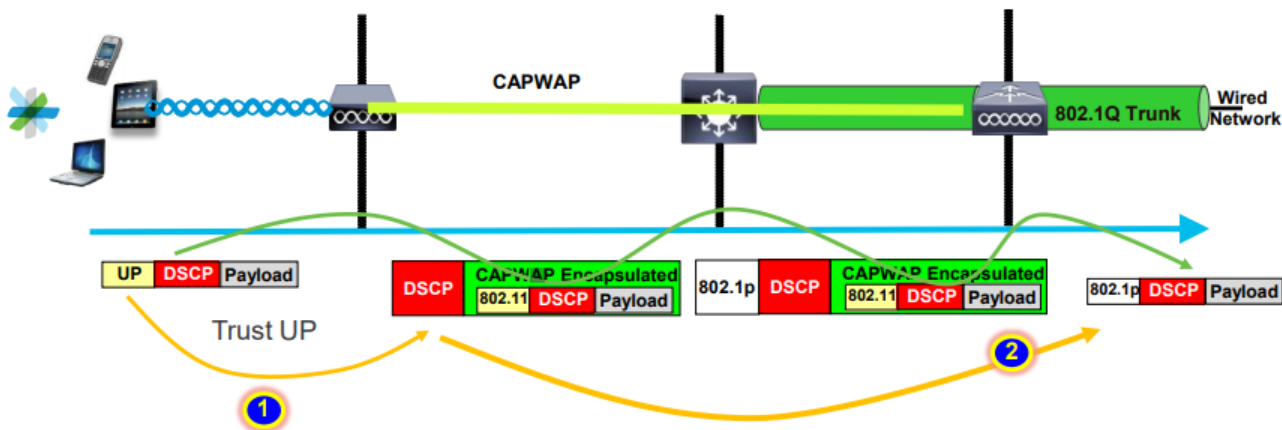 CAPWAP
802.1Q Trunk
Wired
Network
UP DSCP Payload
DSCP
CAPWAP Encapsulated
802.11 DSCP Payload
802.1p DSCP
CAPWAP Encapsulated
802.11 DSCP Payload
802.1p DSCP Payload
Trust UP
1
2